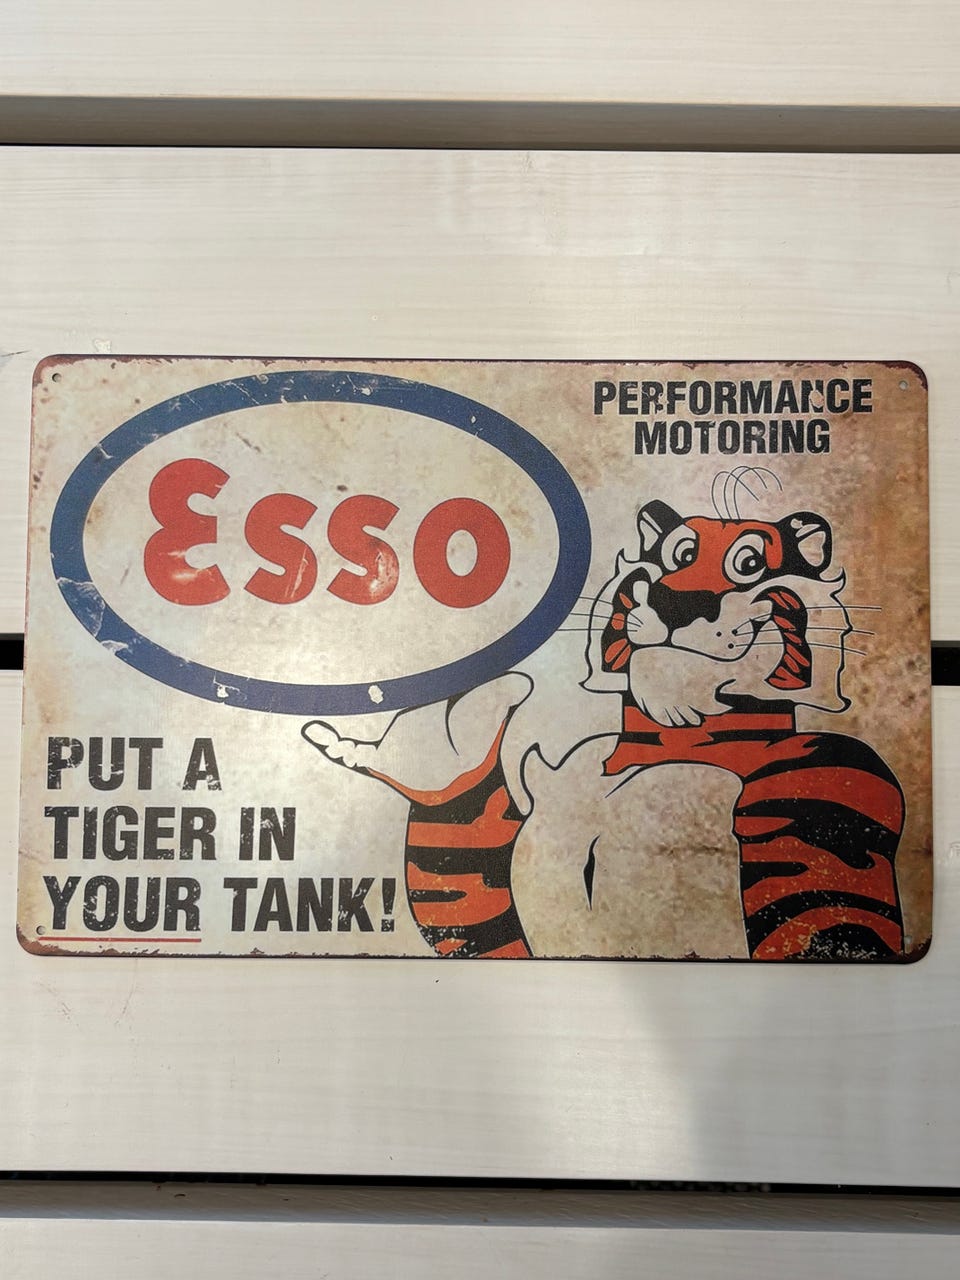 PERFORMANCE
MOTORING
Esso
PUT A
TIGER IN
YOUR TANK!